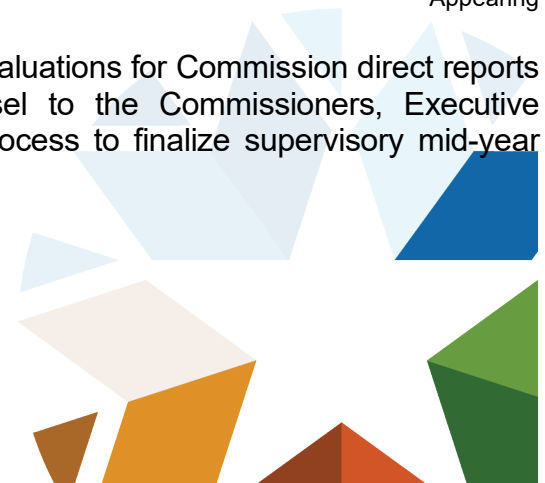 Appearing
aluations for Commission direct reports
sel to the Commissioners, Executive
ocess to finalize supervisory mid-year